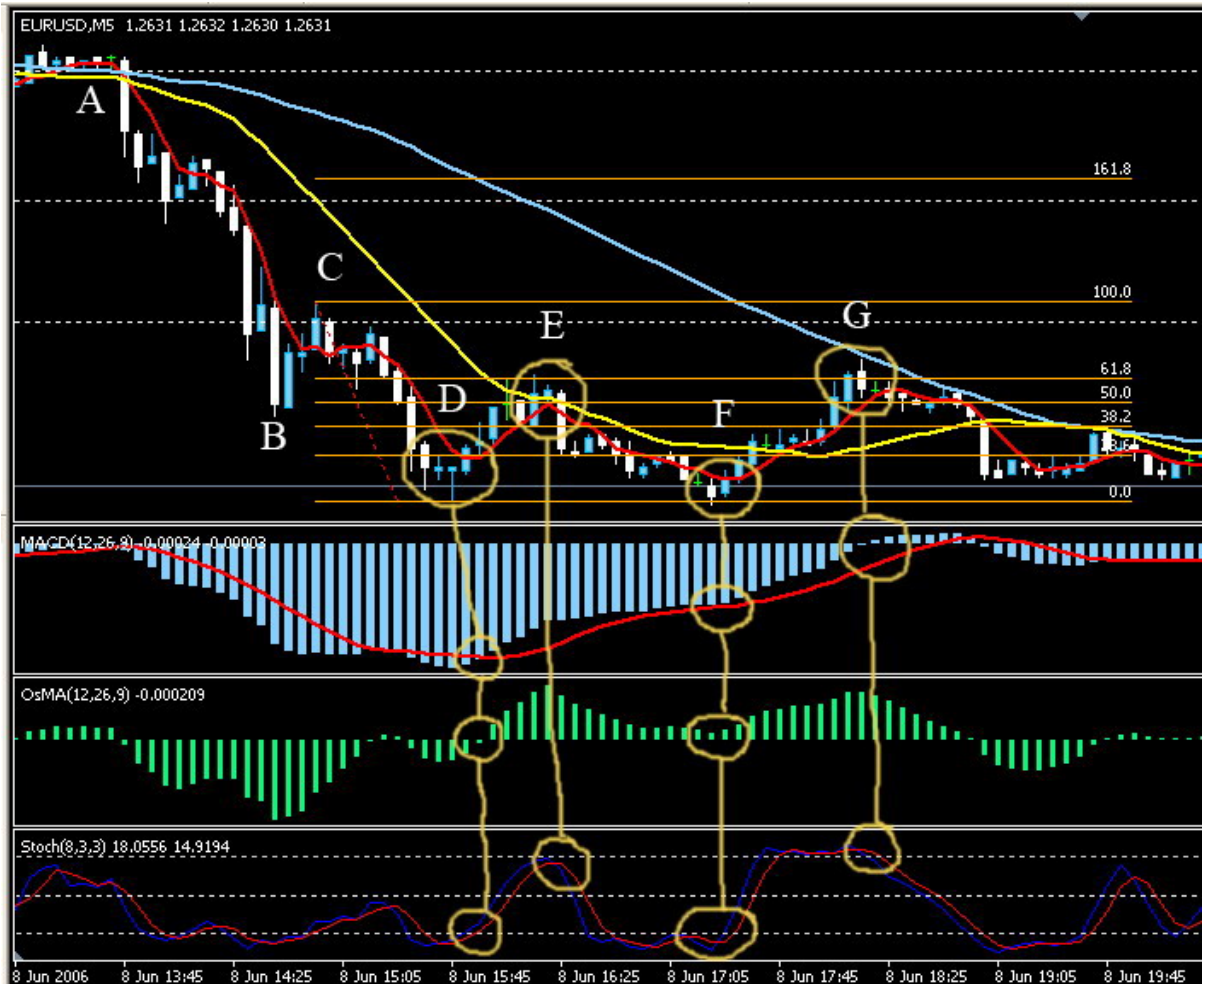 EURUSD,M5 1.2631 1.2632 1.2630 1.2631
A
161.8
C
100.0
E
G
61.8
D
50.0
F
38.2
B
0.0
MACD(12,26,9) -0.00024 -0.00003
OsMA(12,26,9) -0.000209
Stoch(8,3,3) 18.0556 14.9194
8 Jun 2006 8 Jun 13:45 8 Jun 14:25 8 Jun 15:05 8 Jun 15:45 8 Jun 16:25 8 Jun 17:05 8 Jun 17:45 8 Jun 18:25 8 Jun 19:05 8 Jun 19:45